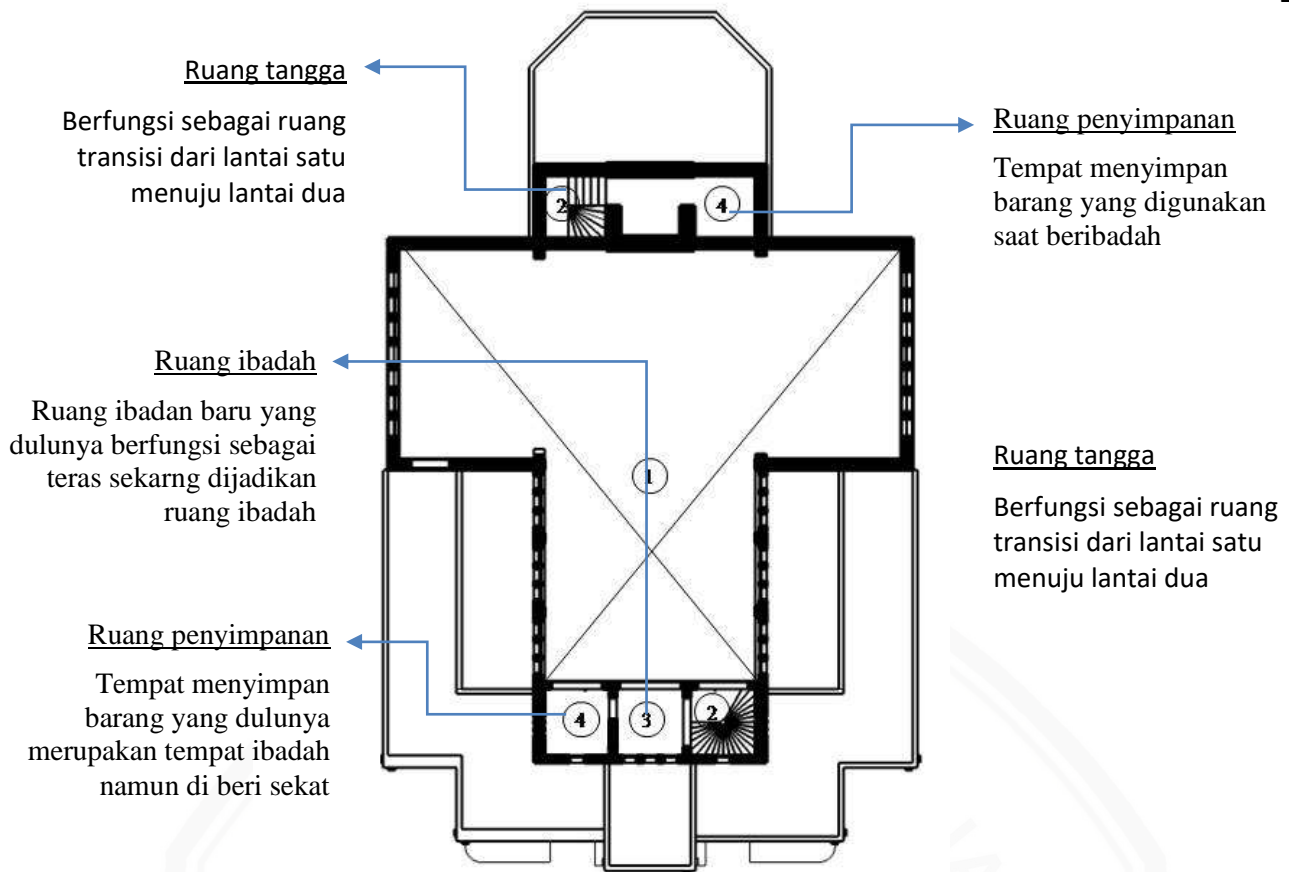 Ruang tangga
Berfungsi sebagai ruang
transisi dari lantai satu
menuju lantai dua
Ruang penyimpanan
Tempat menyimpan
barang yang digunakan
saat beribadah
2
4
Ruang ibadah
Ruang ibadan baru yang
dulunya berfungsi sebagai
teras sekarng dijadikan
ruang ibadah
1
Ruang tangga
Berfungsi sebagai ruang
transisi dari lantai satu
menuju lantai dua
Ruang penyimpanan
Tempat menyimpan
barang yang dulunya
merupakan tempat ibadah
namun di beri sekat
4
3
2